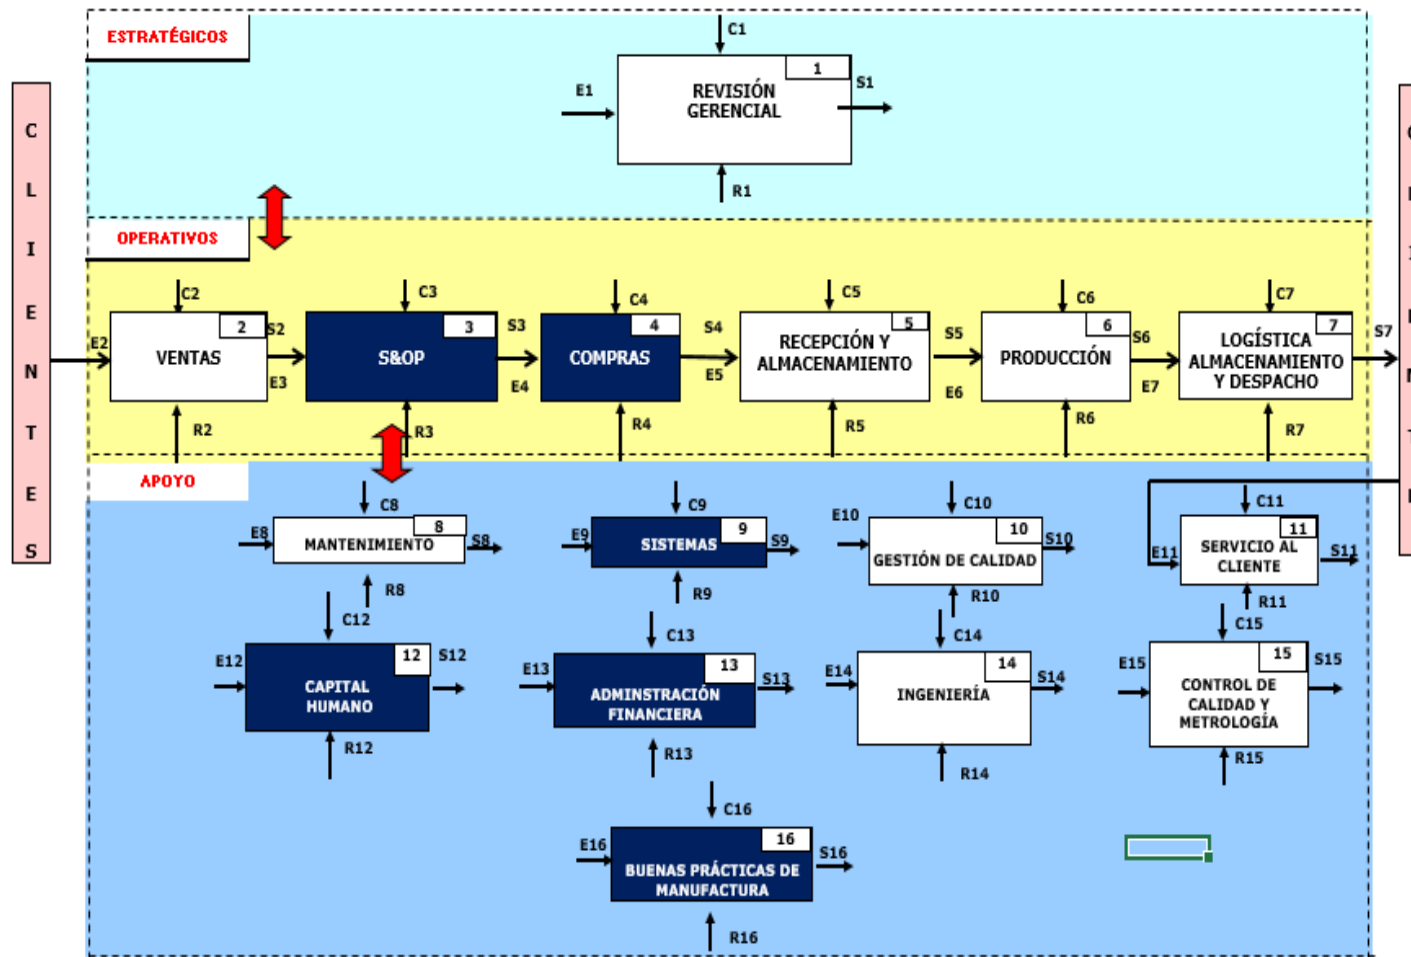 ESTRATÉGICOS
C1
1
E1
REVISIÓN
GERENCIAL
S1
R1
C
L
I
E
N
T
E
S
OPERATIVOS
C2
C3
C4
C5
C6
C7
E2
2
VENTAS
S2
E3
R2
3
S&OP
S3
E4
R3
4
COMPRAS
S4
E5
R4
5
RECEPCIÓN Y
ALMACENAMIENTO
S5
E6
R5
6
PRODUCCIÓN
S6
E7
R6
7
LOGÍSTICA
ALMACENAMIENTO
Y DESPACHO
S7
R7
APOYO
C8
E8
8
MANTENIMIENTO
S8
R8
C9
E9
9
SISTEMAS
S9
R9
C10
E10
10
GESTIÓN DE CALIDAD
S10
R10
C11
E11
11
SERVICIO AL
CLIENTE
S11
R11
C12
E12
12
CAPITAL
HUMANO
S12
R12
C13
E13
13
ADMINSTRACIÓN
FINANCIERA
S13
R13
C14
E14
14
INGENIERÍA
S14
R14
C15
E15
15
CONTROL DE
CALIDAD Y
METROLOGÍA
S15
R15
C16
E16
16
BUENAS PRÁCTICAS DE
MANUFACTURA
S16
R16